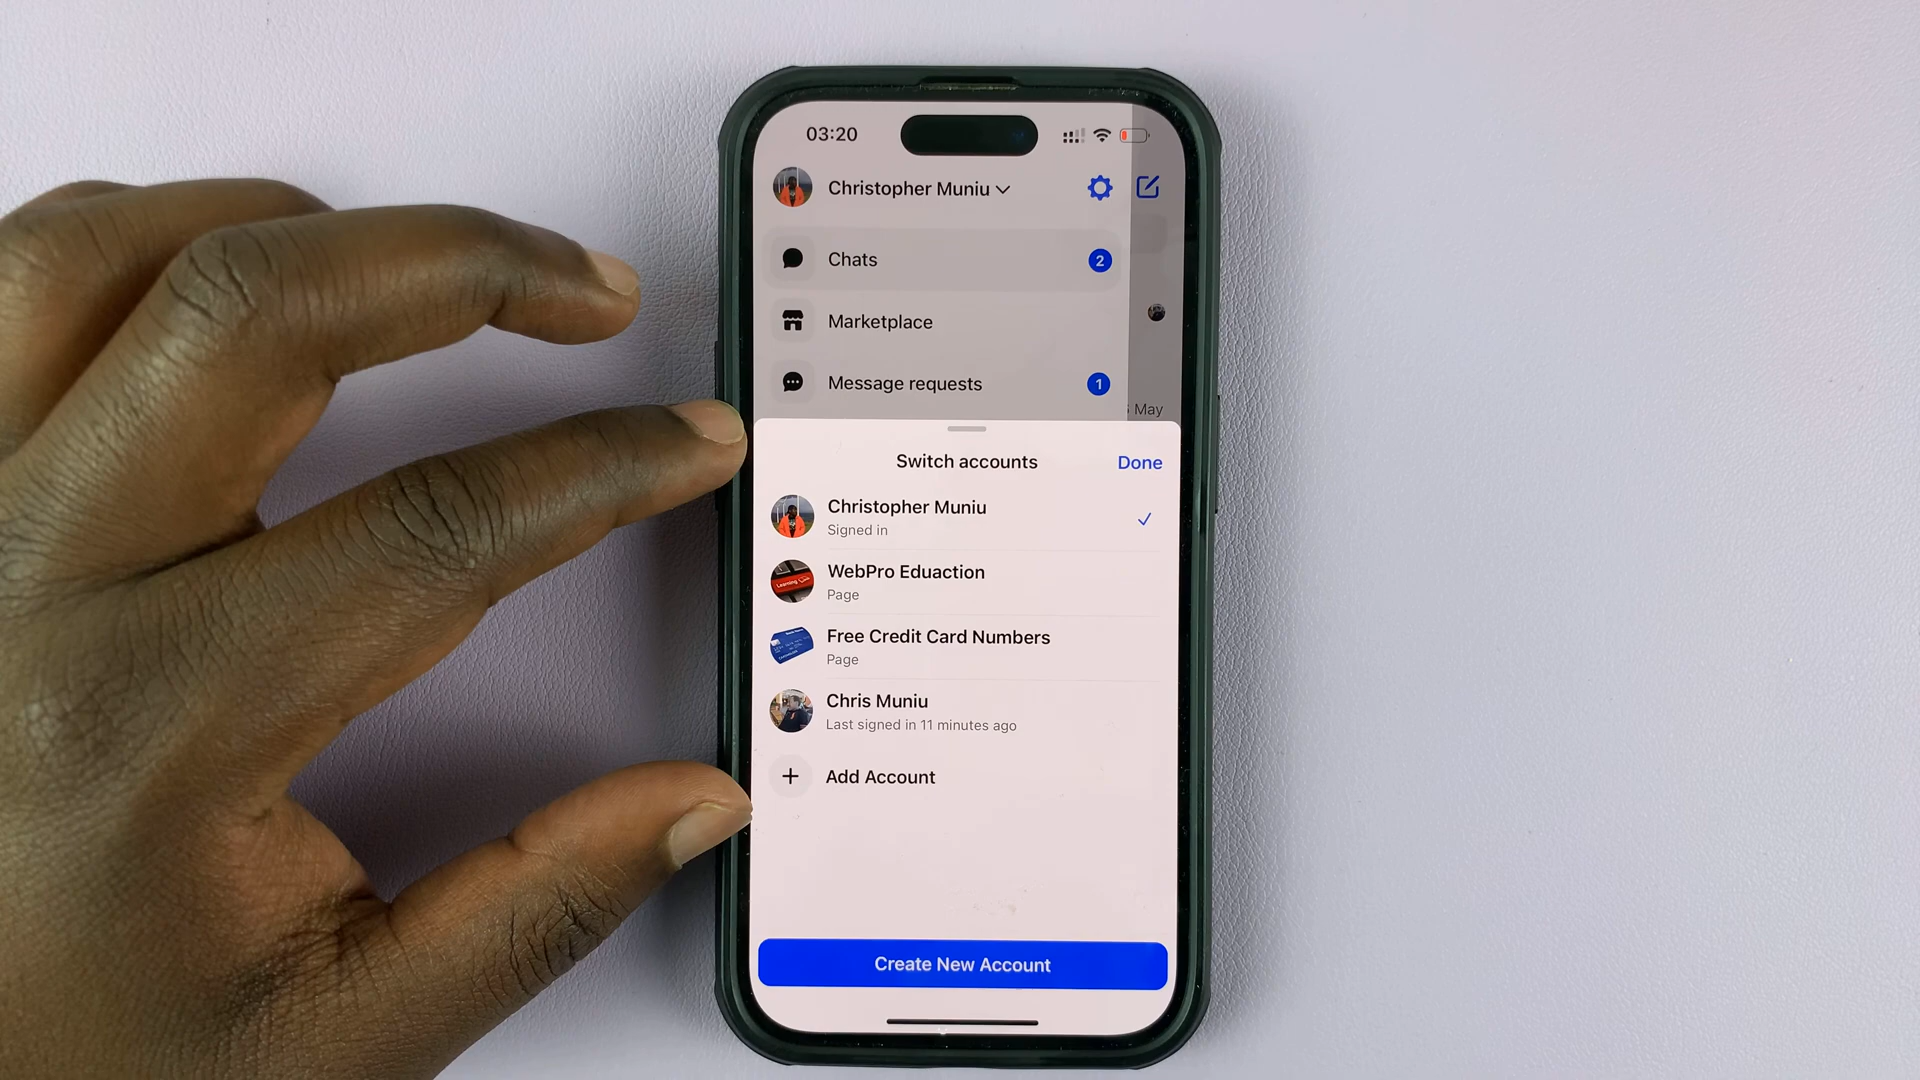 03:20
Christopher Muniu
Chats 2
Marketplace
Message requests 1
May
Switch accounts Done
Christopher Muniu
Signed in
WebPro Eduaction
Page
Learning
Free Credit Card Numbers
Page
Chris Muniu
Last signed in 11 minutes ago
+ Add Account
Create New Account